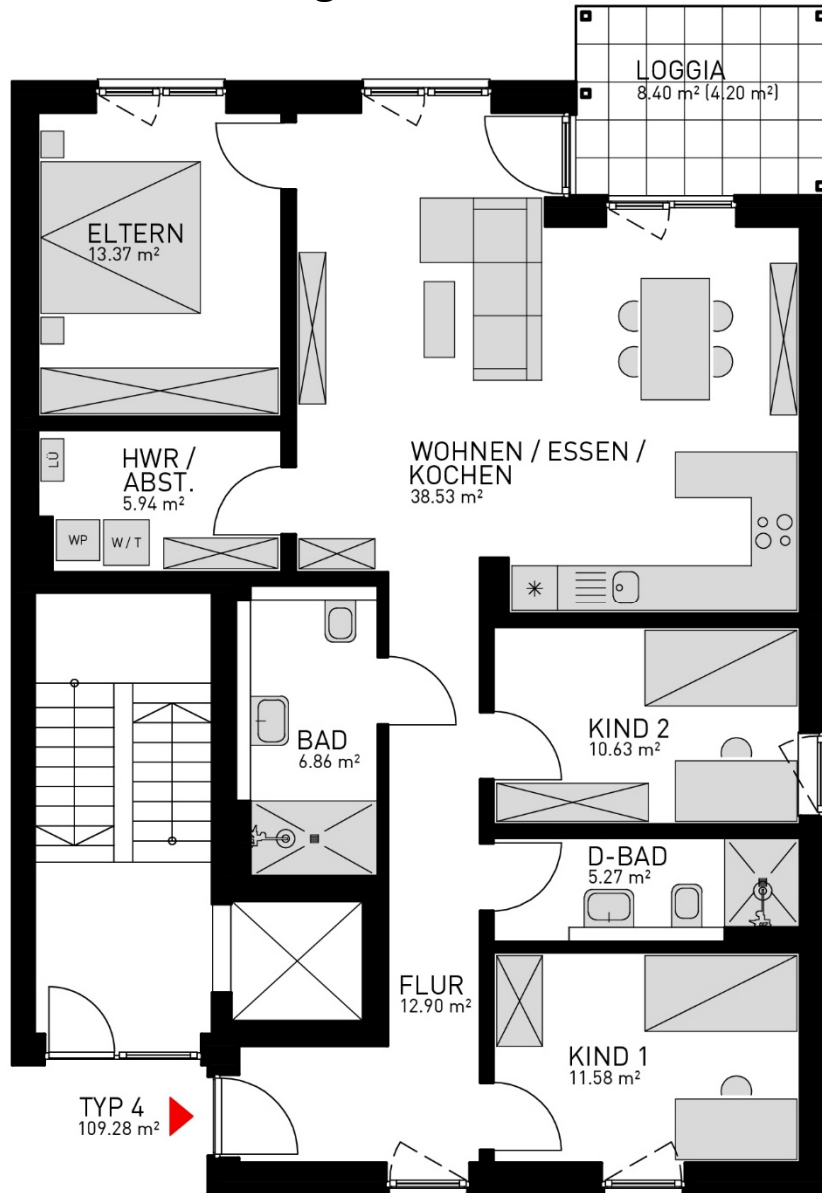 LOGGIA
8.40 m² (4.20 m²)
ELTERN
13.37 m²
LÜ
HWR /
ABST.
5.94 m²
WP
W / T
WOHNEN / ESSEN /
KOCHEN
38.53 m²
BAD
6.86 m²
KIND 2
10.63 m²
D-BAD
5.27 m²
FLUR
12.90 m²
KIND 1
11.58 m²
TYP 4
109.28 m²